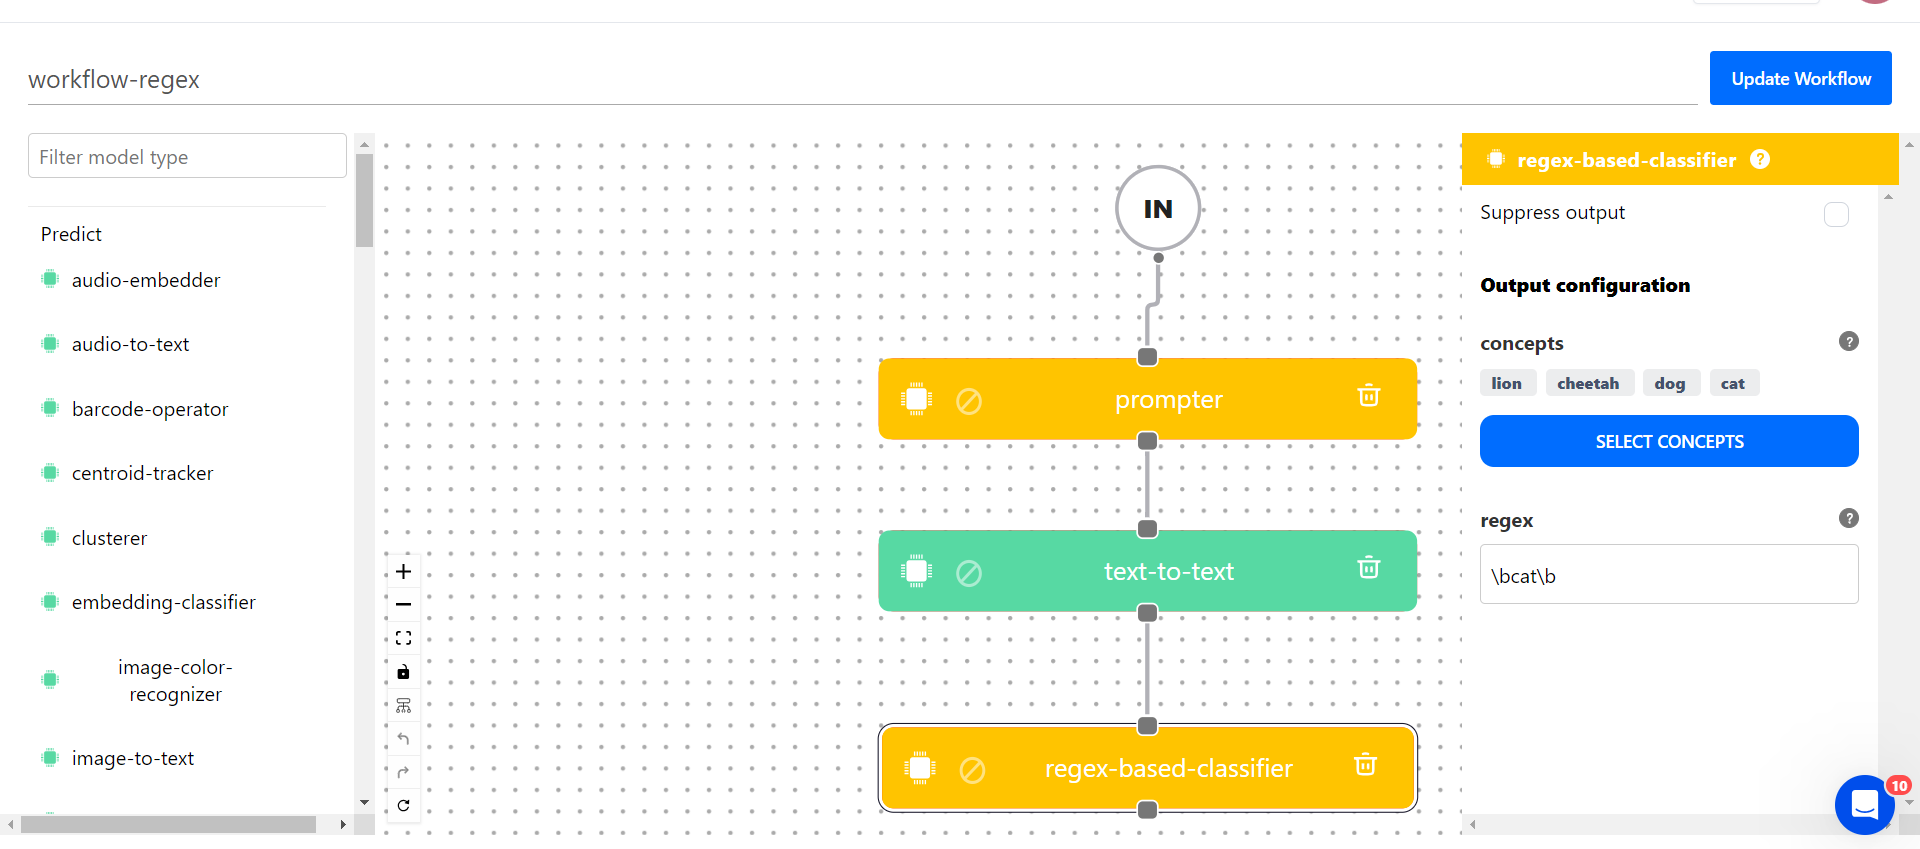 workflow-regex
Update Workflow
Filter model type
Predict
audio-embedder
audio-to-text
barcode-operator
centroid-tracker
clusterer
embedding-classifier
image-color-
recognizer
image-to-text
IN
prompter
text-to-text
regex-based-classifier
regex-based-classifier ?
Suppress output
Output configuration
concepts ?
lion cheetah dog cat
SELECT CONCEPTS
regex ?
\bcat\b
10